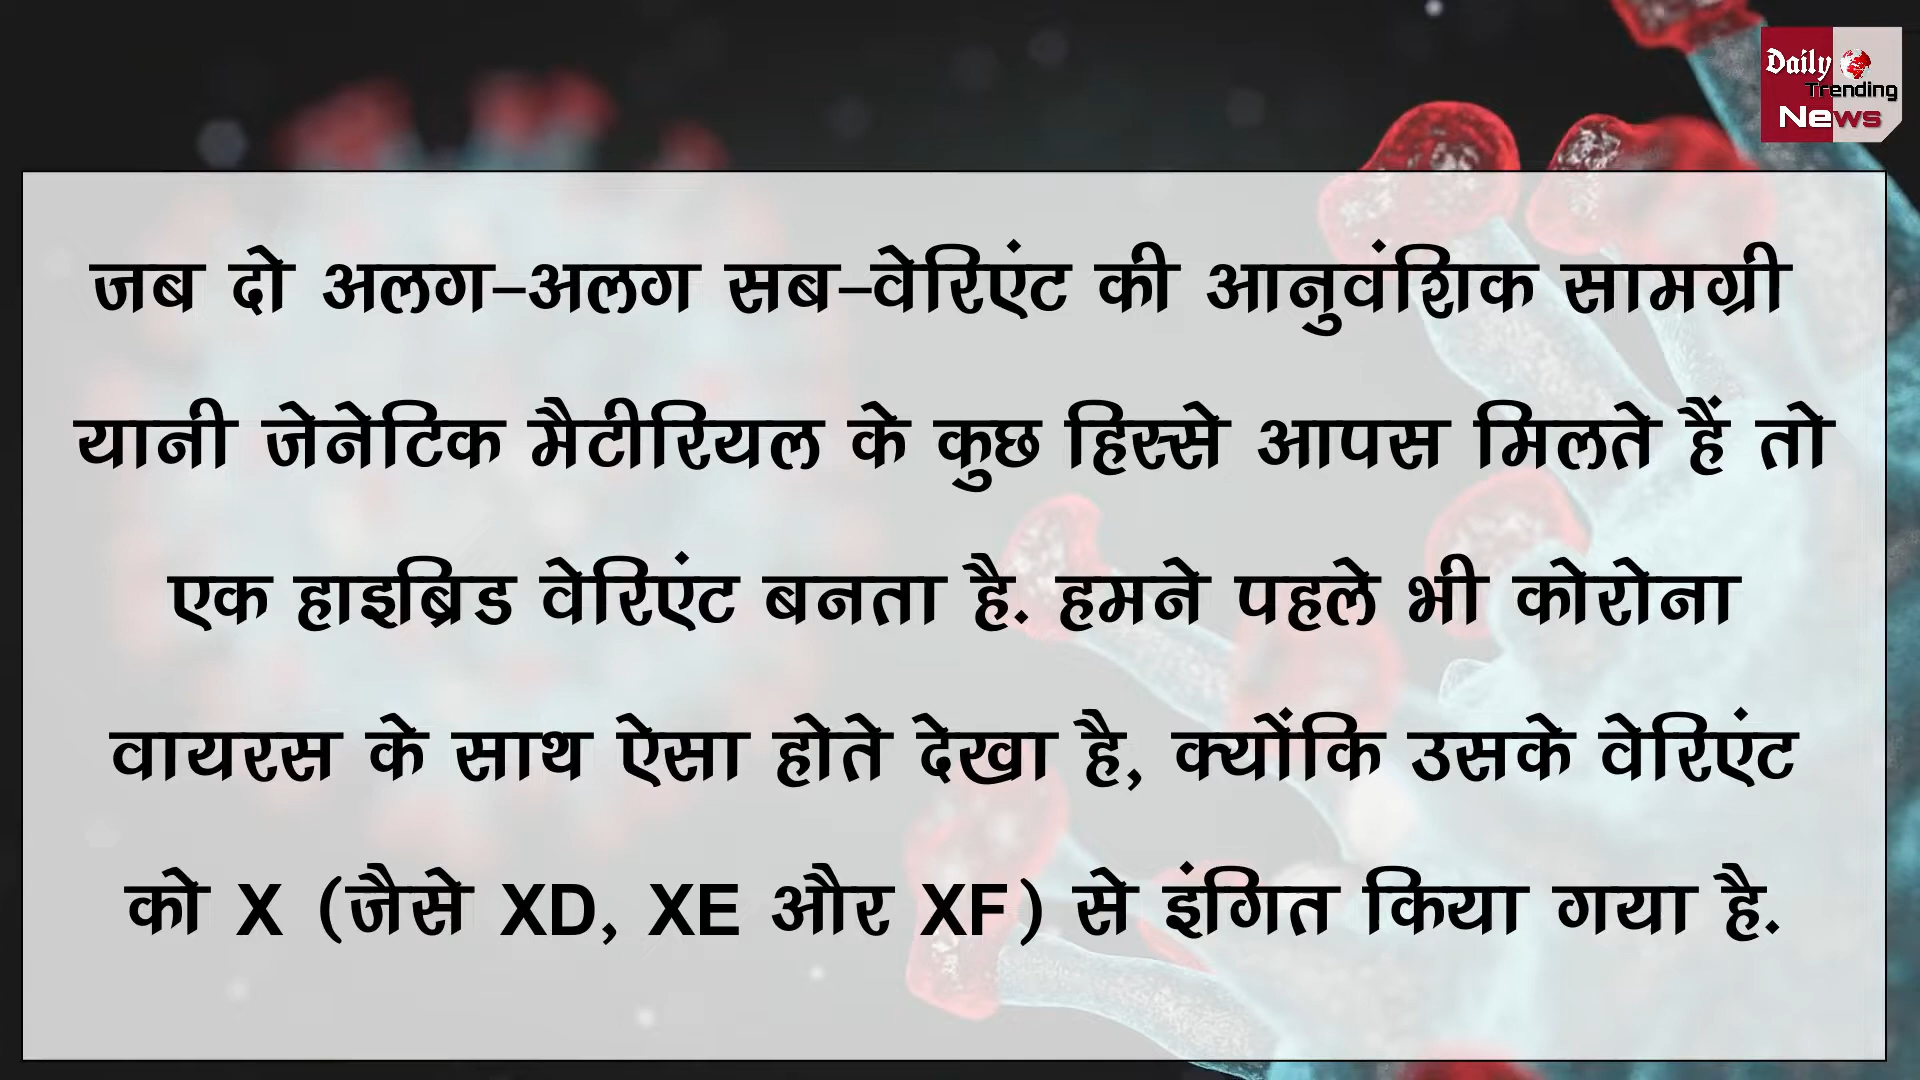 Daily
Trending
News
जब दो अलग-अलग सब-वेरिएंट की आनुवंशिक सामग्री
यानी जेनेटिक मैटीरियल के कुछ हिस्से आपस मिलते हैं तो
एक हाइब्रिड वेरिएंट बनता है. हमने पहले भी कोरोना
वायरस के साथ ऐसा होते देखा है, क्योंकि उसके वेरिएंट
को X (जैसे XD, XE और XF) से इंगित किया गया है.